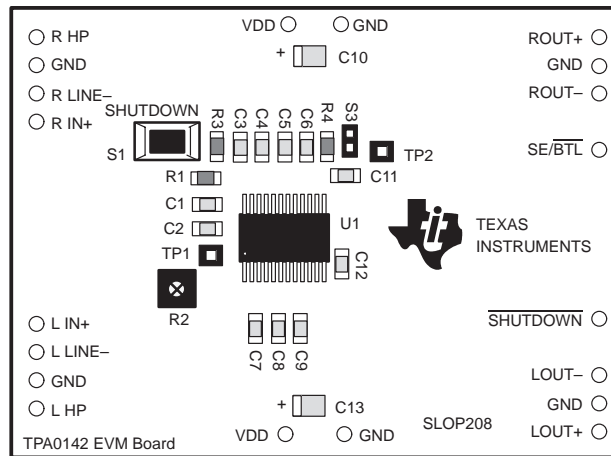 VDD GND
R HP
GND
R LINE–
R IN+
+ C10
ROUT+
GND
ROUT–
SHUTDOWN
S1
R3 C3 C4 C5 C6 R4 S3
TP2
SE/BTL
R1
C11
C1
C2
U1
TP1
C12
R2
TEXAS
INSTRUMENTS
L IN+
L LINE–
GND
L HP
C7 C8 C9
SHUTDOWN
LOUT–
GND
LOUT+
+ C13
SLOP208
TPA0142 EVM Board
VDD GND